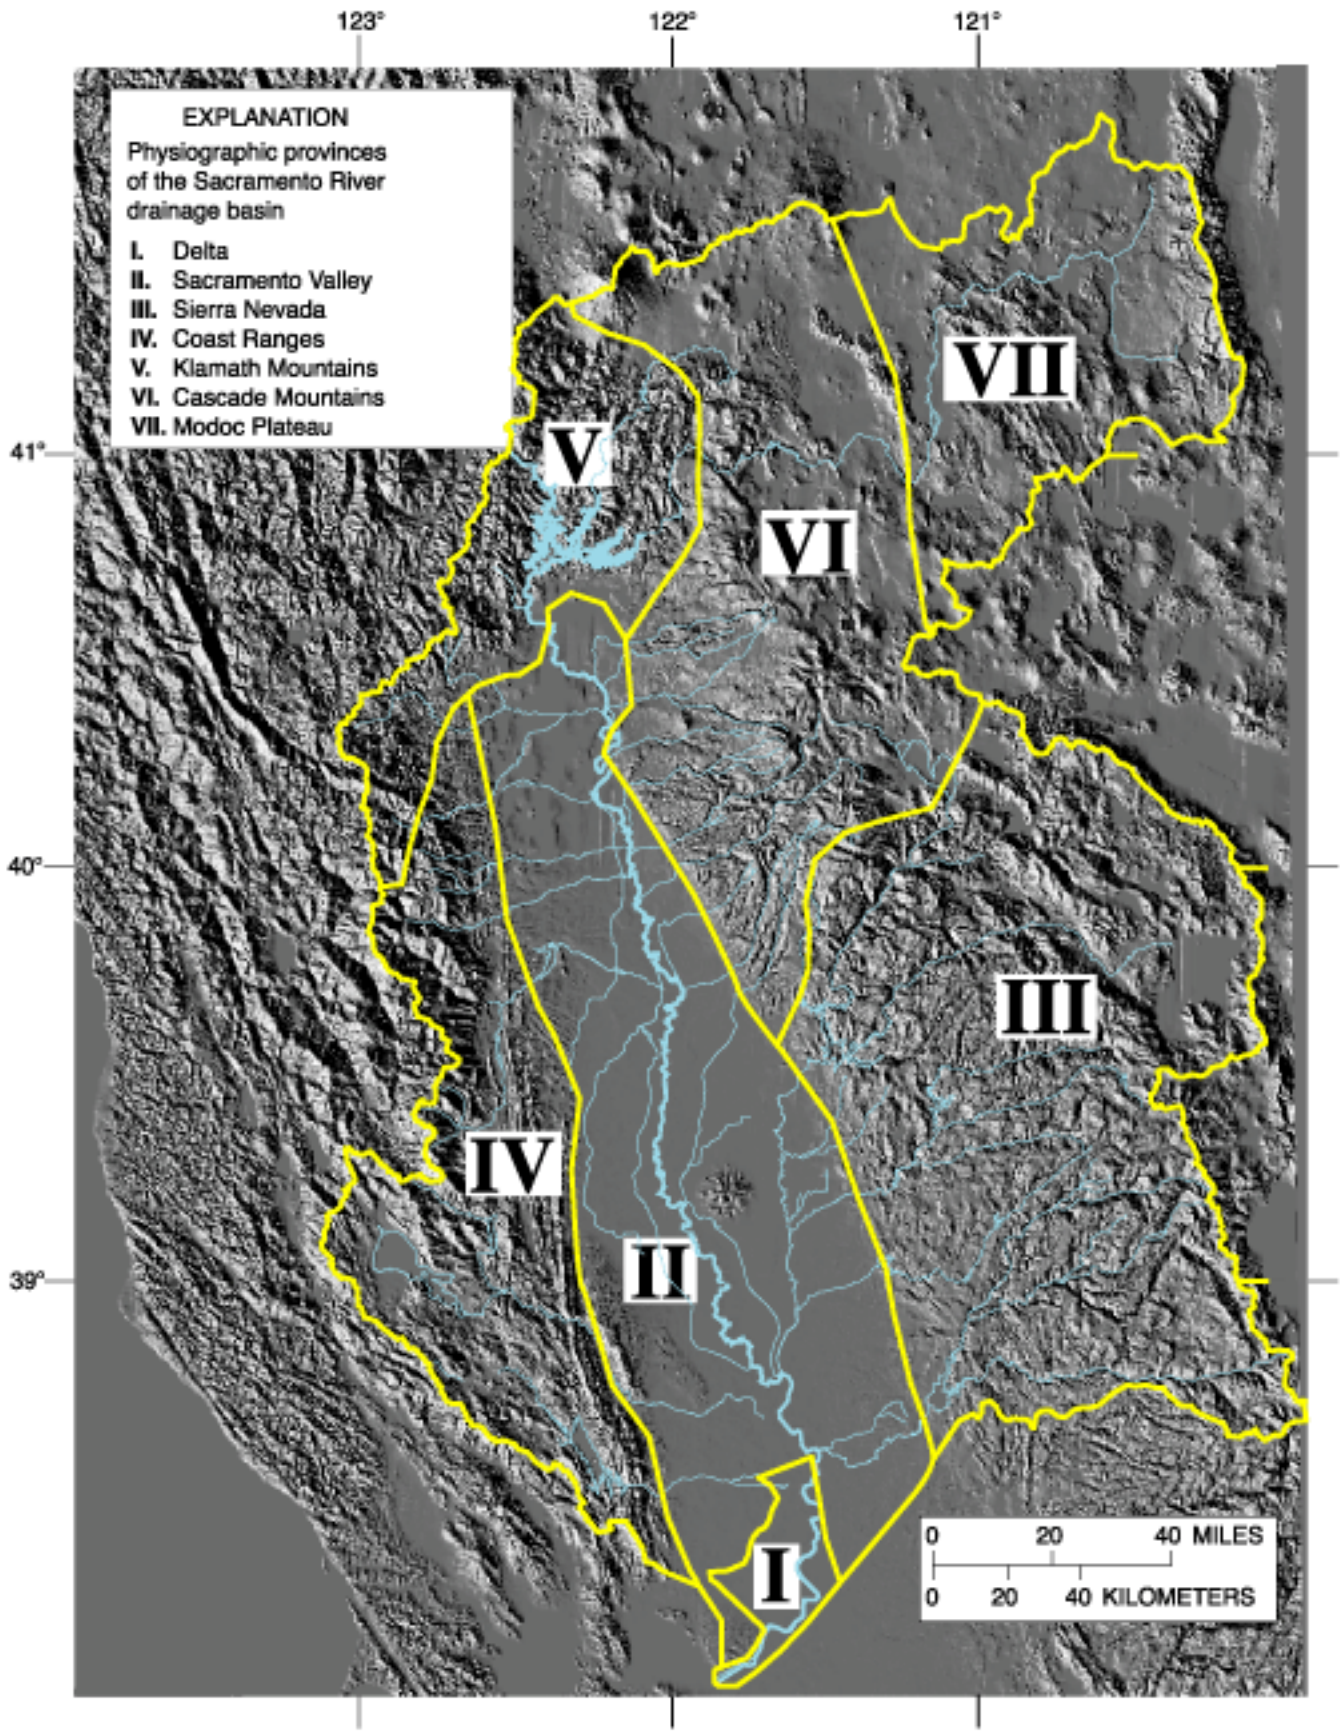 123° 122° 121°
EXPLANATION
Physiographic provinces
of the Sacramento River
drainage basin
I. Delta
II. Sacramento Valley
III. Sierra Nevada
IV. Coast Ranges
V. Klamath Mountains
VI. Cascade Mountains
VII. Modoc Plateau
VII
41°
V
VI
40°
III
IV
II
39°
I
0 20 40 MILES
0 20 40 KILOMETERS